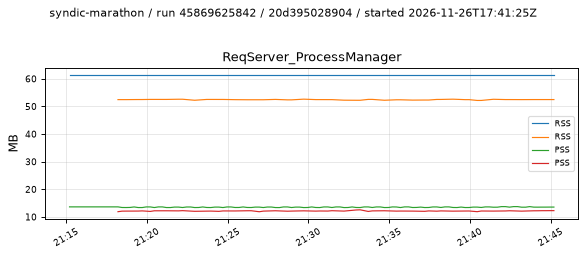 syndic-marathon / run 45869625842 / 20d395028904 / started 2026-11-26T17:41:25Z
ReqServer_ProcessManager
MB
60
50
40
30
20
10
RSS
RSS
PSS
PSS
21:15
21:20
21:25
21:30
21:35
21:40
21:45